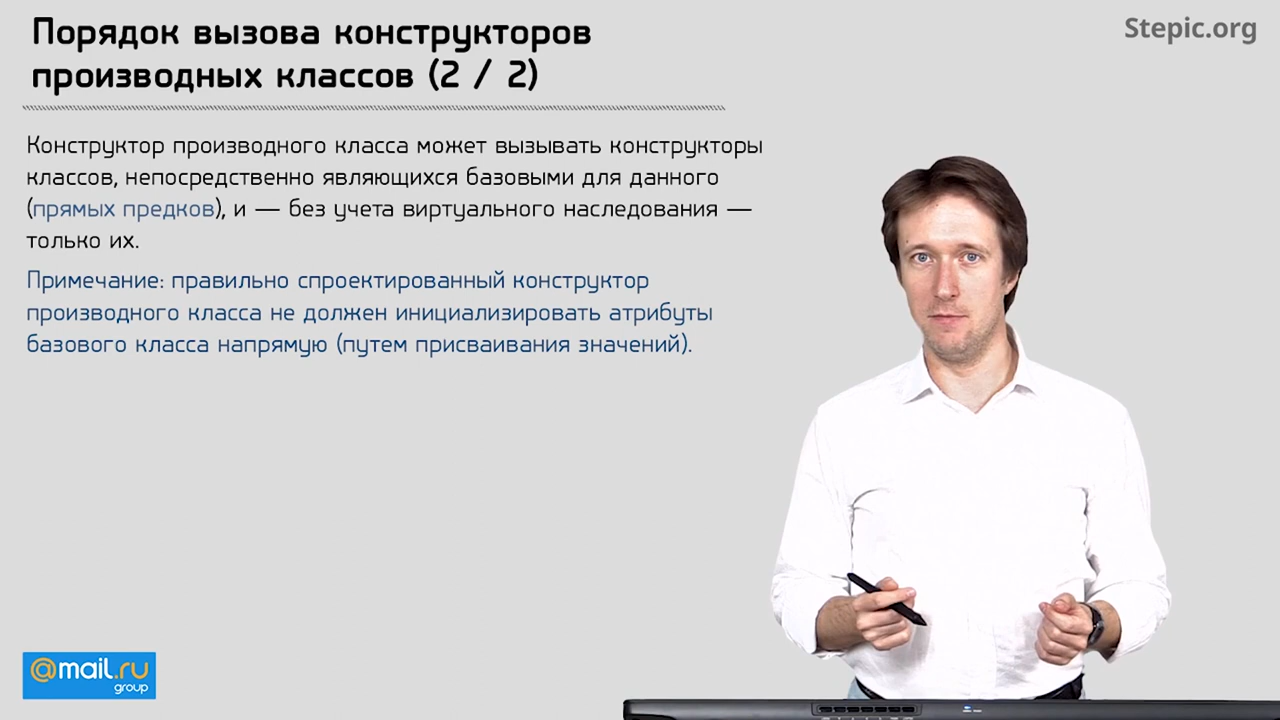 Порядок вызова конструкторов
производных классов (2 / 2)
Stepic.org
Конструктор производного класса может вызывать конструкторы
классов, непосредственно являющихся базовыми для данного
(прямых предков), и — без учета виртуального наследования —
только их.
Примечание: правильно спроектированный конструктор
производного класса не должен инициализировать атрибуты
базового класса напрямую (путем присваивания значений).
@mail.ru
group